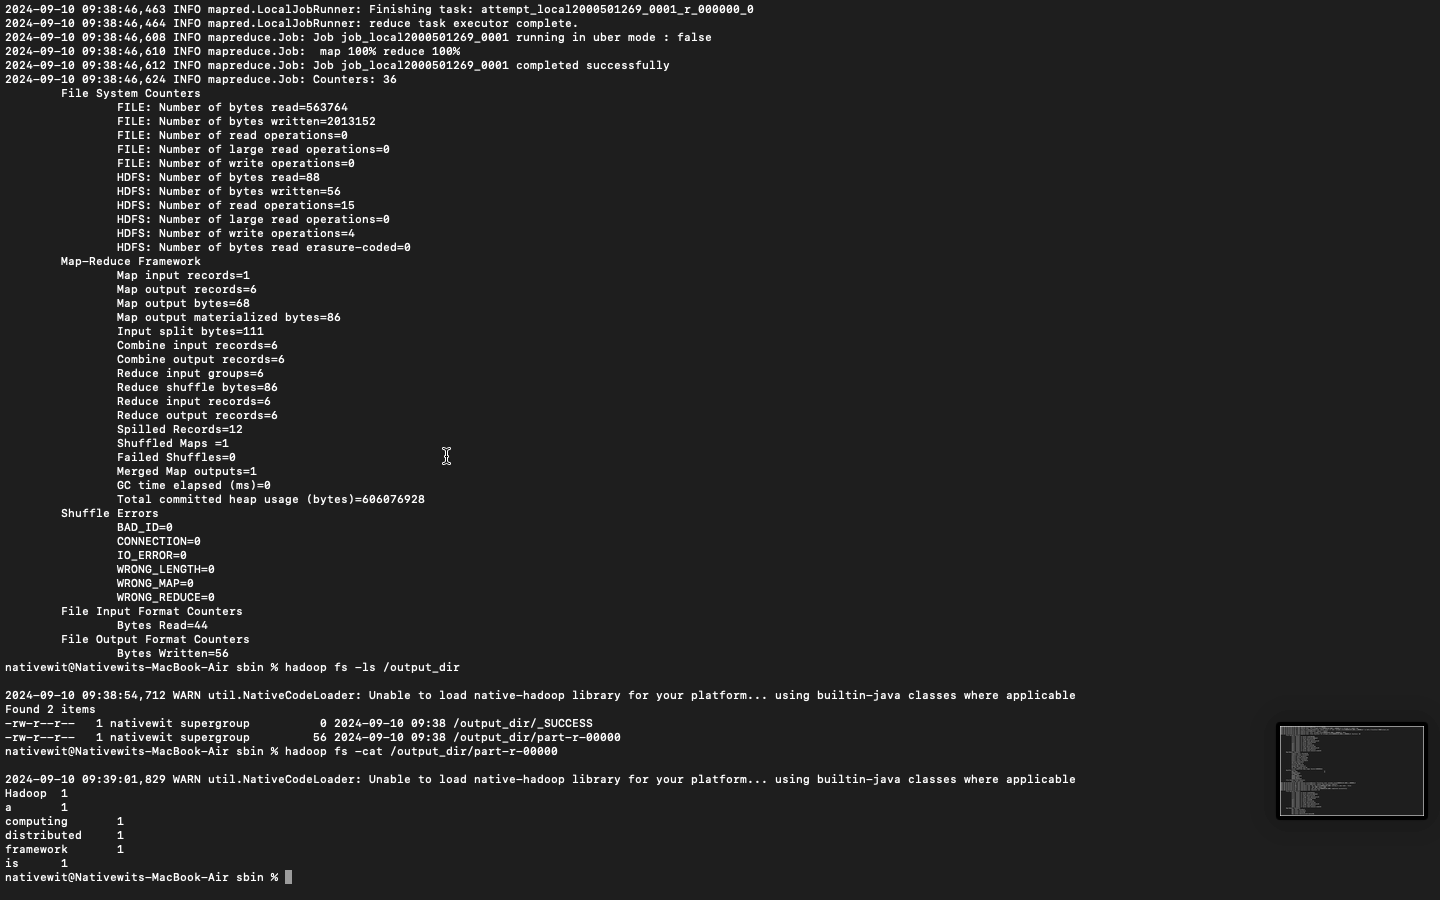 2024-09-10 09:38:46,463 INFO mapred.LocalJobRunner: Finishing task: attempt_local2000501269_0001_r_000000_0
2024-09-10 09:38:46,464 INFO mapred.LocalJobRunner: reduce task executor complete.
2024-09-10 09:38:46,608 INFO mapreduce.Job: Job job_local2000501269_0001 running in uber mode : false
2024-09-10 09:38:46,610 INFO mapreduce.Job:  map 100% reduce 100%
2024-09-10 09:38:46,612 INFO mapreduce.Job: Job job_local2000501269_0001 completed successfully
2024-09-10 09:38:46,624 INFO mapreduce.Job: Counters: 36
File System Counters
FILE: Number of bytes read=563764
FILE: Number of bytes written=2013152
FILE: Number of read operations=0
FILE: Number of large read operations=0
FILE: Number of write operations=0
HDFS: Number of bytes read=88
HDFS: Number of bytes written=56
HDFS: Number of read operations=15
HDFS: Number of large read operations=0
HDFS: Number of write operations=4
HDFS: Number of bytes read erasure-coded=0
Map-Reduce Framework
Map input records=1
Map output records=6
Map output bytes=68
Map output materialized bytes=86
Input split bytes=111
Combine input records=6
Combine output records=6
Reduce input groups=6
Reduce shuffle bytes=86
Reduce input records=6
Reduce output records=6
Spilled Records=12
Shuffled Maps =1
Failed Shuffles=0
Merged Map outputs=1
GC time elapsed (ms)=0
Total committed heap usage (bytes)=606076928
Shuffle Errors
BAD_ID=0
CONNECTION=0
IO_ERROR=0
WRONG_LENGTH=0
WRONG_MAP=0
WRONG_REDUCE=0
File Input Format Counters
Bytes Read=44
File Output Format Counters
Bytes Written=56
nativewit@Nativewits-MacBook-Air sbin % hadoop fs -ls /output_dir
2024-09-10 09:38:54,712 WARN util.NativeCodeLoader: Unable to load native-hadoop library for your platform... using builtin-java classes where applicable
Found 2 items
-rw-r--r--   1 nativewit supergroup          0 2024-09-10 09:38 /output_dir/_SUCCESS
-rw-r--r--   1 nativewit supergroup         56 2024-09-10 09:38 /output_dir/part-r-00000
nativewit@Nativewits-MacBook-Air sbin % hadoop fs -cat /output_dir/part-r-00000
2024-09-10 09:39:01,829 WARN util.NativeCodeLoader: Unable to load native-hadoop library for your platform... using builtin-java classes where applicable
Hadoop  1
a       1
computing       1
distributed     1
framework       1
is      1
nativewit@Nativewits-MacBook-Air sbin %